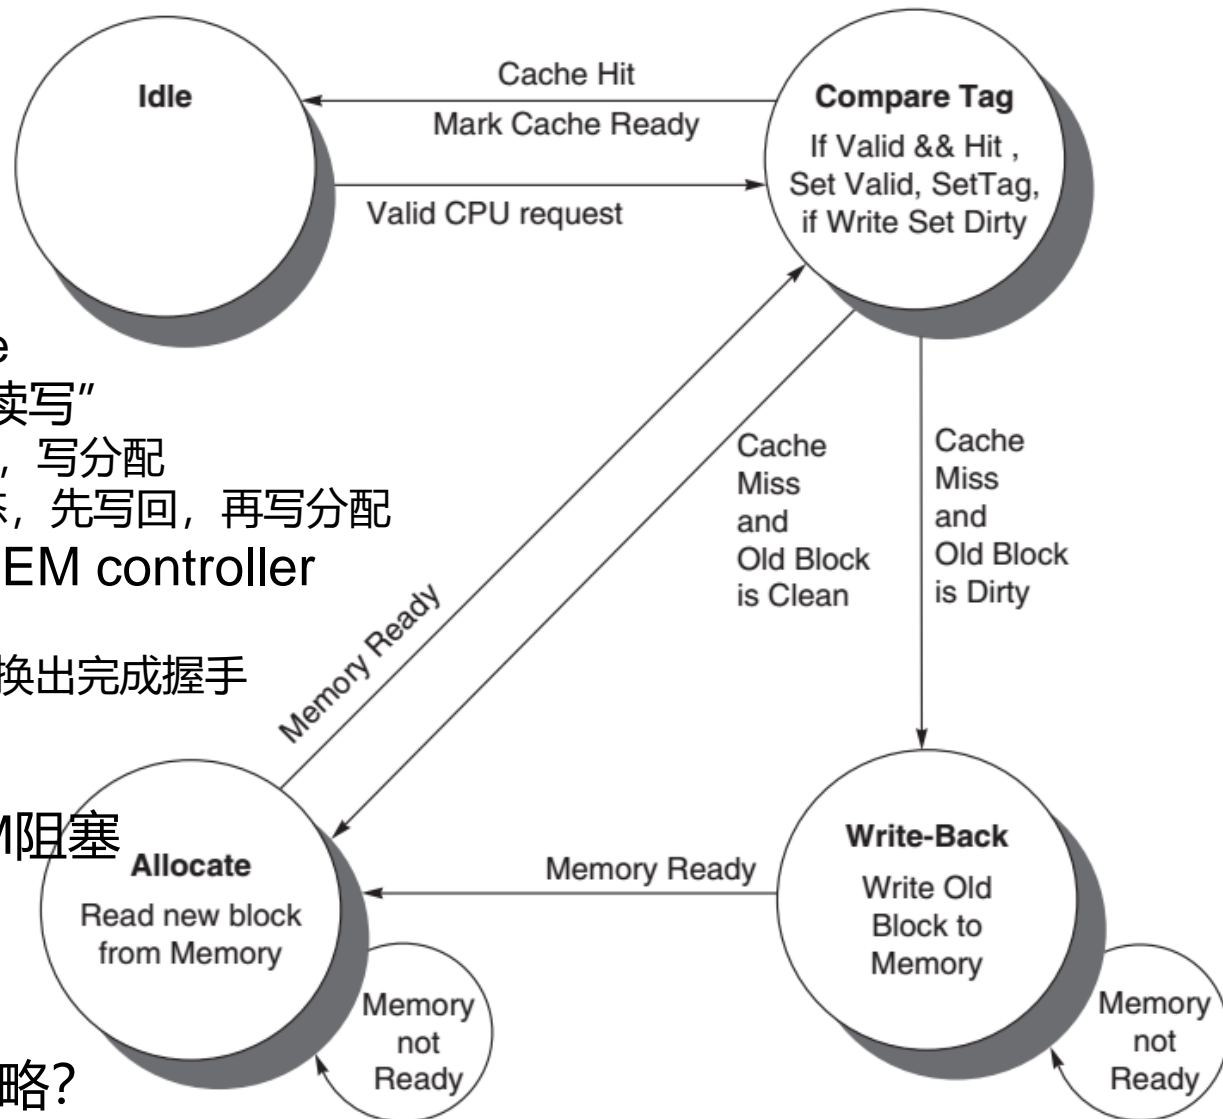 Idle
Cache Hit
Mark Cache Ready
Valid CPU request
Compare Tag
If Valid && Hit ,
Set Valid, SetTag,
if Write Set Dirty
e
读写”
，写分配
，先写回，再写分配
EM controller
换出完成握手
阻塞
略？
Cache
Miss
and
Old Block
is Clean
Cache
Miss
and
Old Block
is Dirty
Memory Ready
Allocate
Read new block
from Memory
Memory
not
Ready
Memory Ready
Write-Back
Write Old
Block to
Memory
Memory
not
Ready